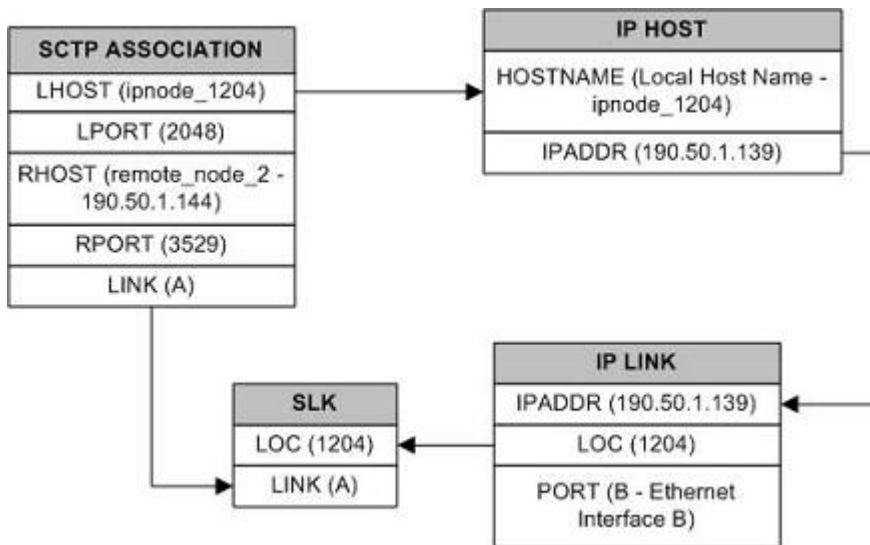 SCTP ASSOCIATION
LHOST (ipnode_1204)
LPORT (2048)
RHOST (remote_node_2 -
190.50.1.144)
RPORT (3529)
LINK (A)
IP HOST
HOSTNAME (Local Host Name -
ipnode_1204)
IPADDR (190.50.1.139)
SLK
LOC (1204)
LINK (A)
IP LINK
IPADDR (190.50.1.139)
LOC (1204)
PORT (B - Ethernet
Interface B)